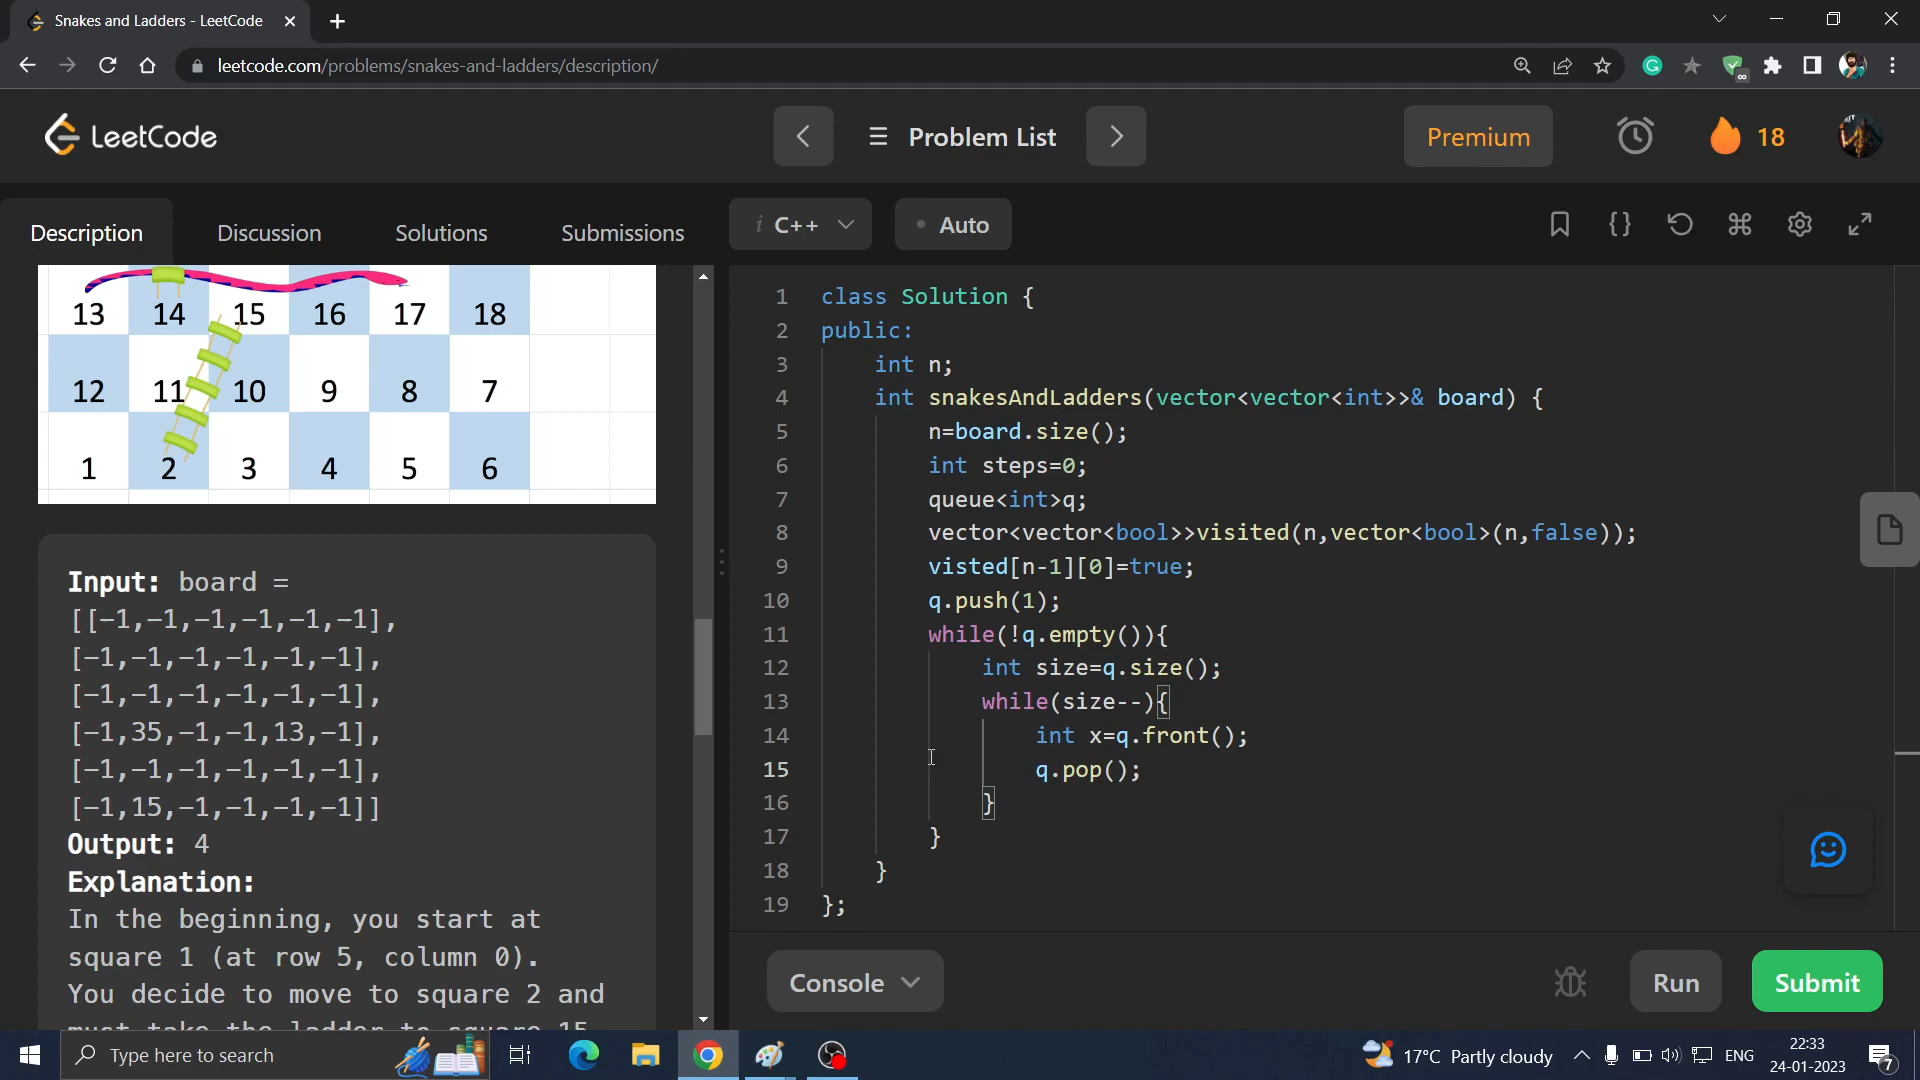 Snakes and Ladders - LeetCode
leetcode.com/problems/snakes-and-ladders/description/
LeetCode
Problem List
Premium
18
Description
Discussion
Solutions
Submissions
i C++
Auto
13 14 15 16 17 18
12 11 10 9 8 7
1 2 3 4 5 6
Input: board =
[[-1,-1,-1,-1,-1,-1],
[-1,-1,-1,-1,-1,-1],
[-1,-1,-1,-1,-1,-1],
[-1,35,-1,-1,13,-1],
[-1,-1,-1,-1,-1,-1],
[-1,15,-1,-1,-1,-1]]
Output: 4
Explanation:
In the beginning, you start at
square 1 (at row 5, column 0).
You decide to move to square 2 and
must take the ladder to square 15.
1 class Solution {
2 public:
3 int n;
4 int snakesAndLadders(vector<vector<int>>& board) {
5 n=board.size();
6 int steps=0;
7 queue<int>q;
8 vector<vector<bool>>visited(n,vector<bool>(n,false));
9 visted[n-1][0]=true;
10 q.push(1);
11 while(!q.empty()){
12 int size=q.size();
13 while(size--){
14 int x=q.front();
15 q.pop();
16 }
17 }
18 }
19 };
Console
Run
Submit
Type here to search
17°C Partly cloudy
ENG
22:33
24-01-2023
7